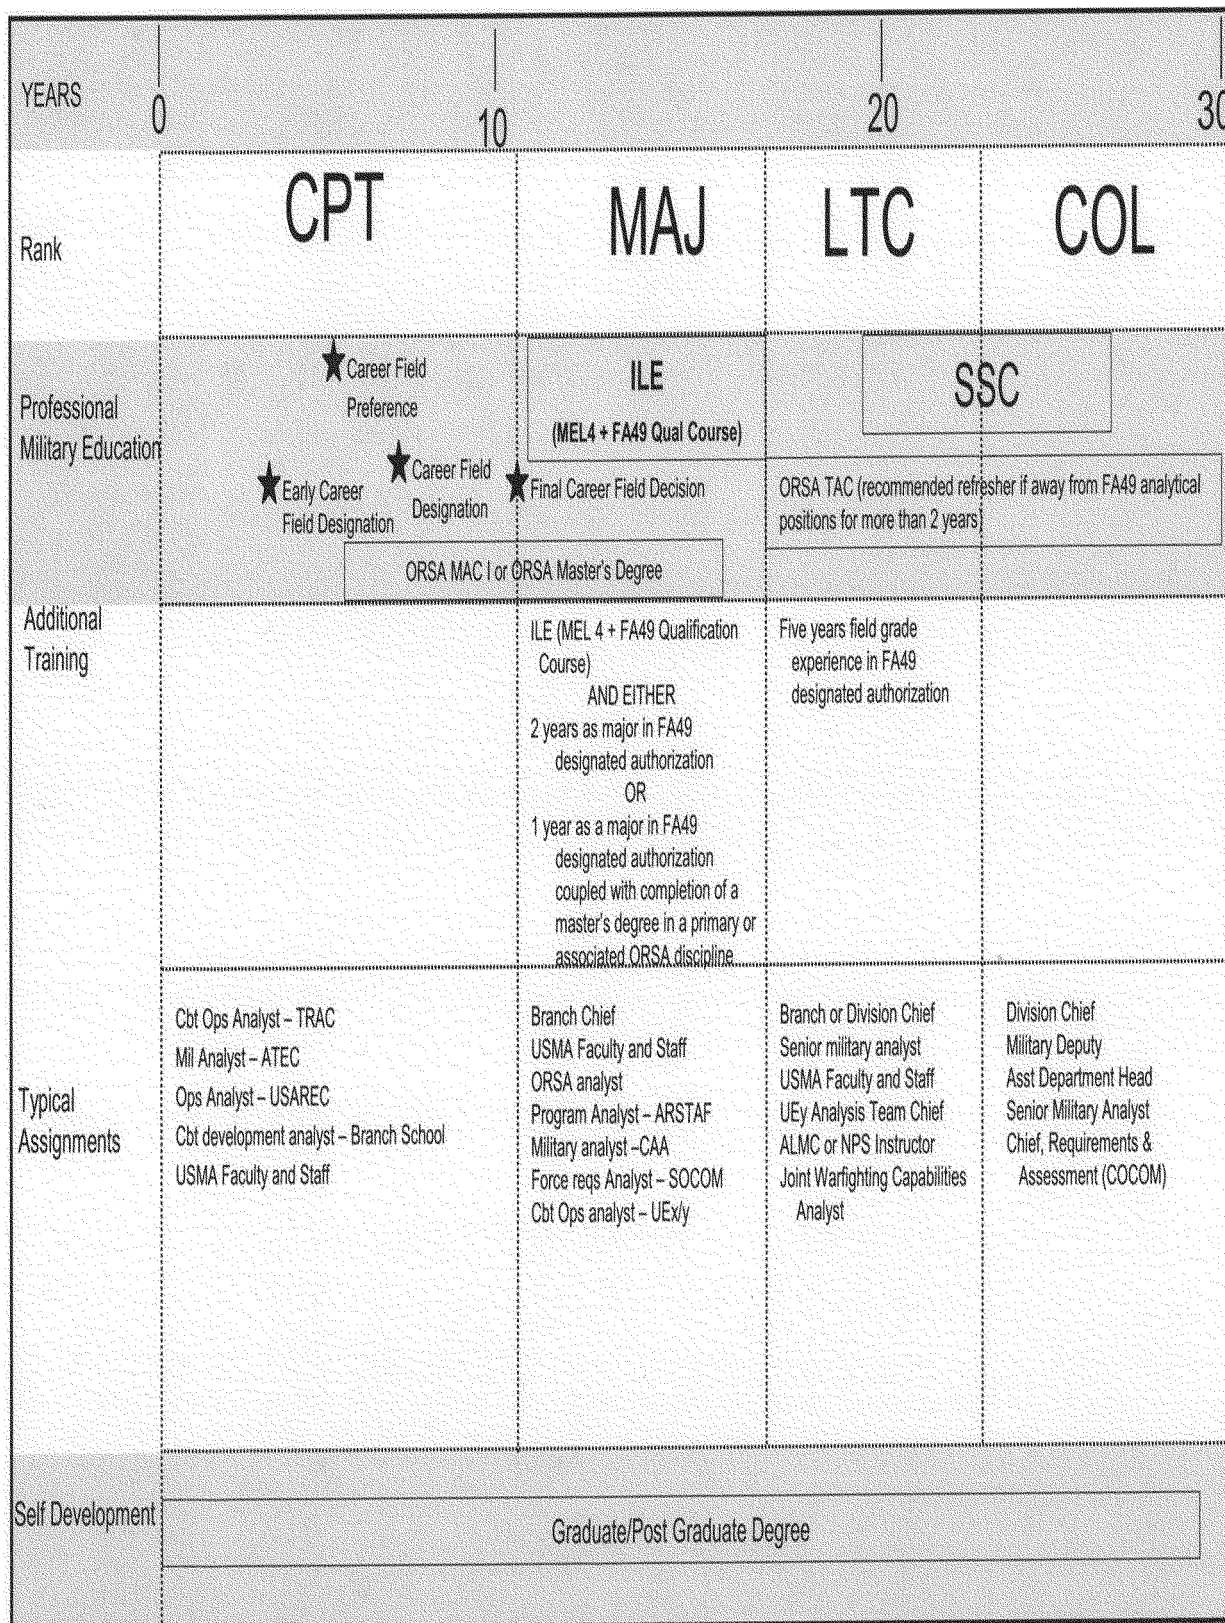 YEARS
0
10
20
30
Rank
CPT
MAJ
LTC
COL
Professional
Military Education
Career Field
Preference
Early Career
Field Designation
Career Field
Designation
Final Career Field Decision
ILE
(MEL4 + FA49 Qual Course)
SSC
ORSA TAC (recommended refresher if away from FA49 analytical
positions for more than 2 years)
ORSA MAC I or ORSA Master's Degree
Additional
Training
ILE (MEL 4 + FA49 Qualification
Course)
AND EITHER
2 years as major in FA49
designated authorization
OR
1 year as a major in FA49
designated authorization
coupled with completion of a
master's degree in a primary or
associated ORSA discipline
Five years field grade
experience in FA49
designated authorization
Typical
Assignments
Cbt Ops Analyst – TRAC
Mil Analyst – ATEC
Ops Analyst – USAREC
Cbt development analyst – Branch School
USMA Faculty and Staff
Branch Chief
USMA Faculty and Staff
ORSA analyst
Program Analyst – ARSTAF
Military analyst –CAA
Force reqs Analyst – SOCOM
Cbt Ops analyst – UEx/y
Branch or Division Chief
Senior military analyst
USMA Faculty and Staff
UEy Analysis Team Chief
ALMC or NPS Instructor
Joint Warfighting Capabilities
Analyst
Division Chief
Military Deputy
Asst Department Head
Senior Military Analyst
Chief, Requirements &
Assessment (COCOM)
Self Development
Graduate/Post Graduate Degree